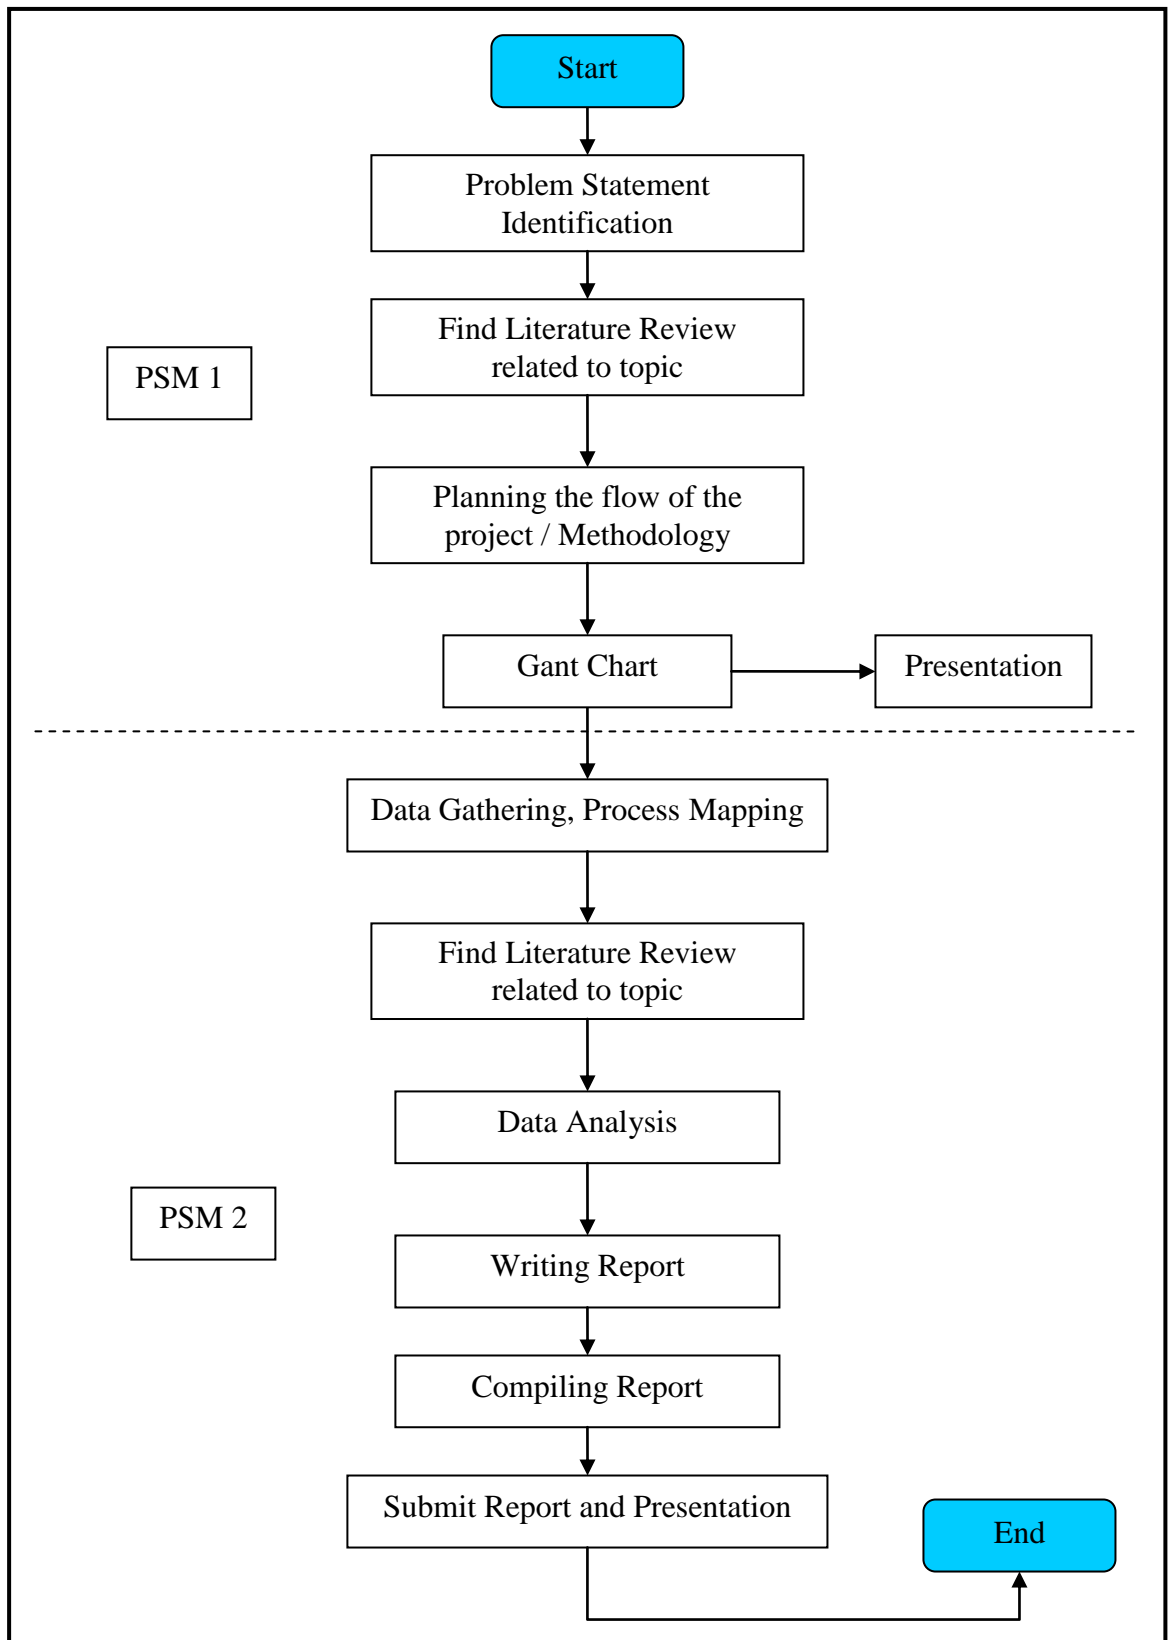 Start
Problem Statement
Identification
Find Literature Review
related to topic
PSM 1
Planning the flow of the
project / Methodology
Gant Chart
Presentation
Data Gathering, Process Mapping
Find Literature Review
related to topic
Data Analysis
PSM 2
Writing Report
Compiling Report
Submit Report and Presentation
End